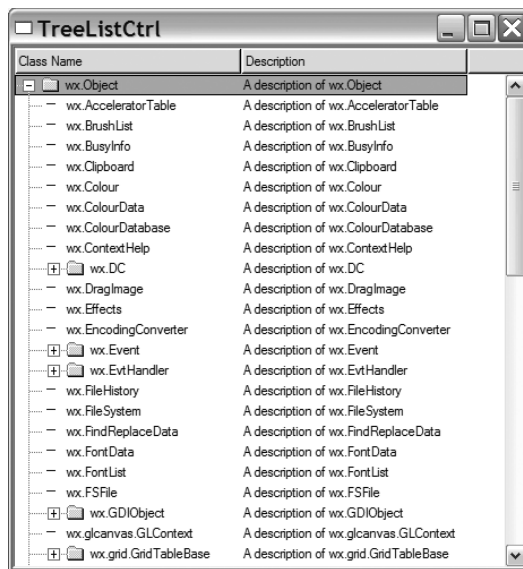 TreeListCtrl
Class Name Description
wx.Object A description of wx.Object
wx.AcceleratorTable A description of wx.AcceleratorTable
wx.BrushList A description of wx.BrushList
wx.BusyInfo A description of wx.BusyInfo
wx.Clipboard A description of wx.Clipboard
wx.Colour A description of wx.Colour
wx.ColourData A description of wx.ColourData
wx.ColourDatabase A description of wx.ColourDatabase
wx.ContextHelp A description of wx.ContextHelp
wx.DC A description of wx.DC
wx.DragImage A description of wx.DragImage
wx.Effects A description of wx.Effects
wx.EncodingConverter A description of wx.EncodingConverter
wx.Event A description of wx.Event
wx.EvtHandler A description of wx.EvtHandler
wx.FileHistory A description of wx.FileHistory
wx.FileSystem A description of wx.FileSystem
wx.FindReplaceData A description of wx.FindReplaceData
wx.FontData A description of wx.FontData
wx.FontList A description of wx.FontList
wx.FSFile A description of wx.FSFile
wx.GDIObject A description of wx.GDIObject
wx.glcanvas.GLContext A description of wx.glcanvas.GLContext
wx.grid.GridTableBase A description of wx.grid.GridTableBase